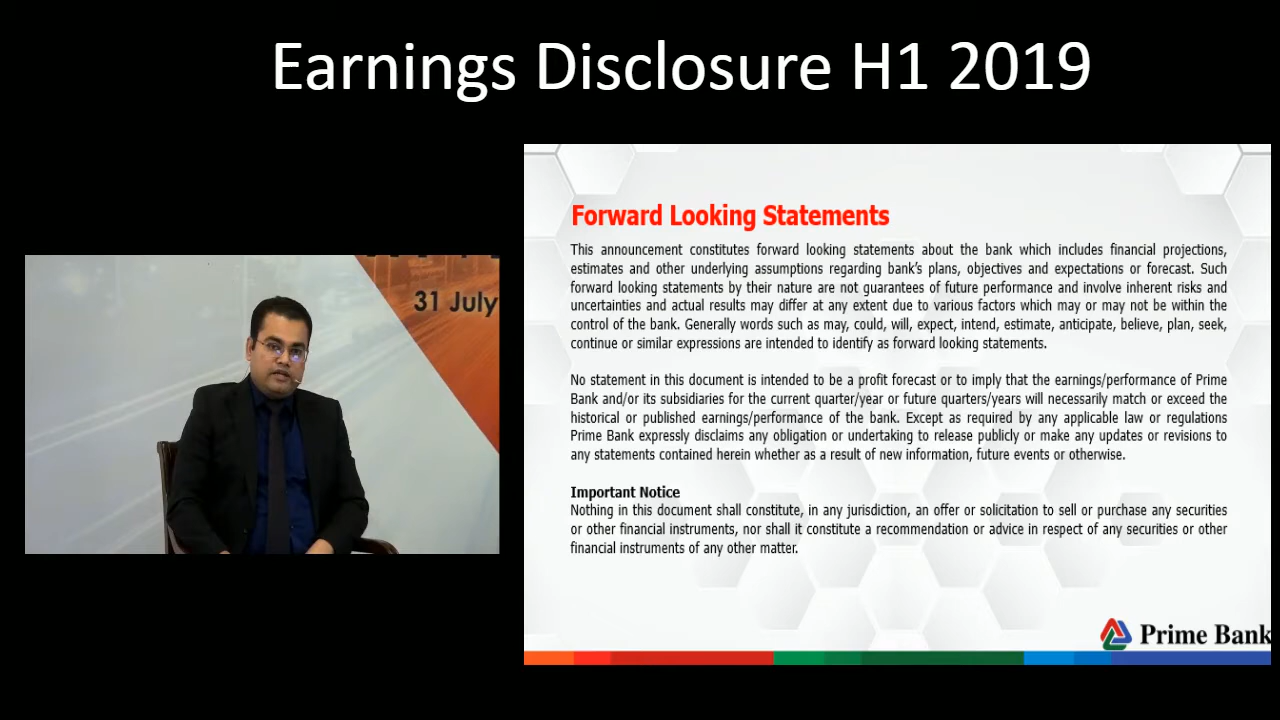 Earnings Disclosure H1 2019
31 July
Forward Looking Statements
This announcement constitutes forward looking statements about the bank which includes financial projections,
estimates and other underlying assumptions regarding bank’s plans, objectives and expectations or forecast. Such
forward looking statements by their nature are not guarantees of future performance and involve inherent risks and
uncertainties and actual results may differ at any extent due to various factors which may or may not be within the
control of the bank. Generally words such as may, could, will, expect, intend, estimate, anticipate, believe, plan, seek,
continue or similar expressions are intended to identify as forward looking statements.
No statement in this document is intended to be a profit forecast or to imply that the earnings/performance of Prime
Bank and/or its subsidiaries for the current quarter/year or future quarters/years will necessarily match or exceed the
historical or published earnings/performance of the bank. Except as required by any applicable law or regulations
Prime Bank expressly disclaims any obligation or undertaking to release publicly or make any updates or revisions to
any statements contained herein whether as a result of new information, future events or otherwise.
Important Notice
Nothing in this document shall constitute, in any jurisdiction, an offer or solicitation to sell or purchase any securities
or other financial instruments, nor shall it constitute a recommendation or advice in respect of any securities or other
financial instruments of any other matter.
Prime Bank